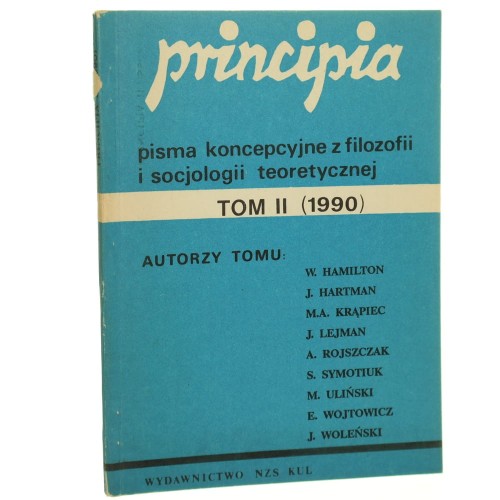 principia
pisma koncepcyjne z filozofii
i socjologii teoretycznej
TOM II (1990)
AUTORZY TOMU:
W. HAMILTON
J. HARTMAN
M.A. KRĄPIEC
J. LEJMAN
A. ROJSZCZAK
S. SYMOTIUK
M. ULIŃSKI
E. WOJTOWICZ
J. WOLEŃSKI
WYDAWNICTWO NZS KUL